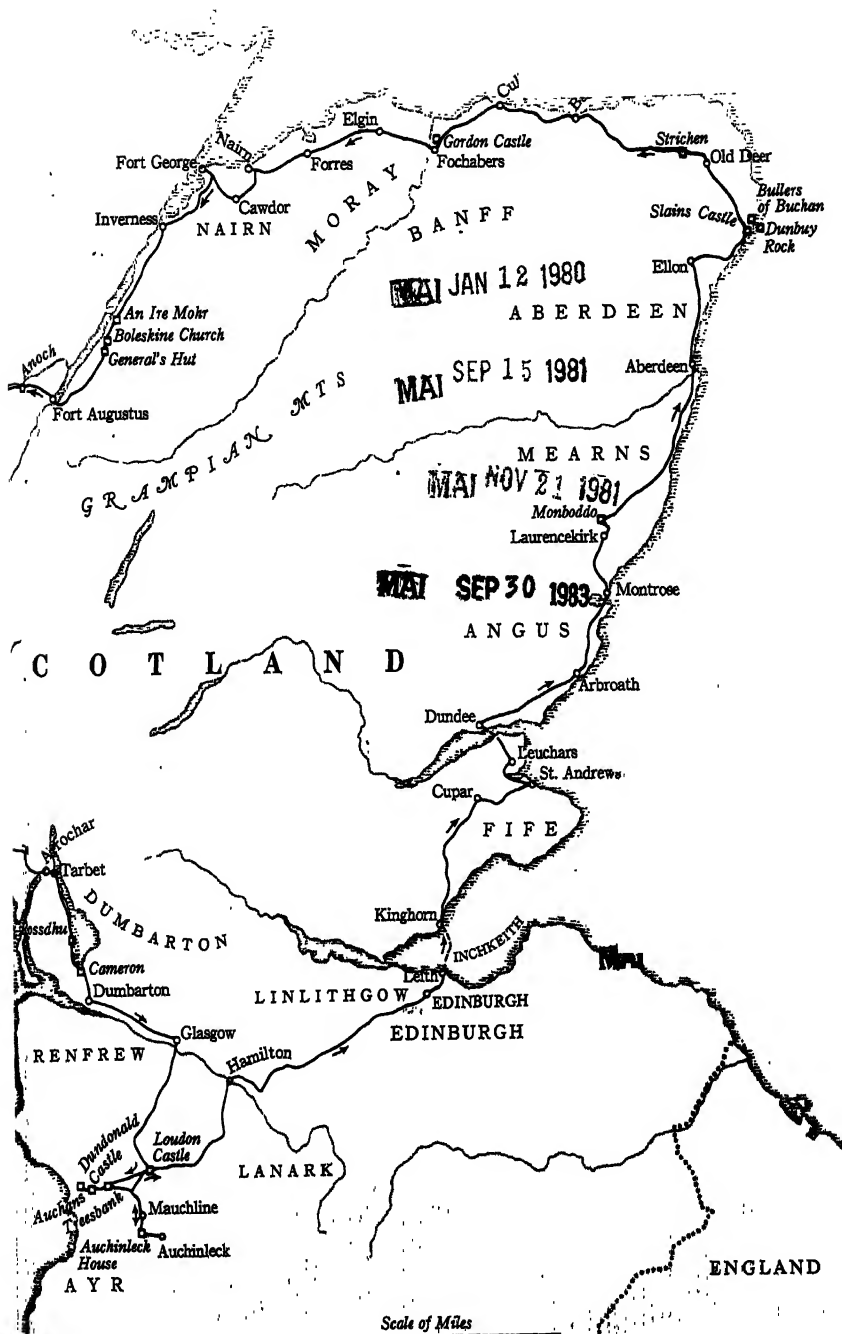 Elgin
Gordon Castle
Fochabers
Strichen
Old Deer
Nairn
Fort George
Forres
Cawdor
Bullers
of Buchan
Slains Castle
Dunbuy
Rock
Inverness
NAIRN
MORAY
BANFF
Ellon
MAI JAN 12 1980
ABERDEEN
An Ire Mohr
Boleskine Church
General's Hut
Anoch
Aberdeen
MAI SEP 15 1981
Fort Augustus
GRAMPIAN MTS
MEARNS
MAI NOV 21 1981
Monboddo
Laurencekirk
MAI SEP 30 1983
Montrose
ANGUS
COTLAND
Arbroath
Dundee
Leuchars
St. Andrews
Cupar
FIFE
Tarbet
DUMBARTON
Kinghorn
INCHKEITH
ossdhu
Cameron
Leith
MAI
Dumbarton
LINLITHGOW
EDINBURGH
EDINBURGH
Glasgow
RENFREW
Hamilton
Dundonald
Castle
Loudon
Castle
LANARK
Auchans
Treesbank
Mauchline
Auchinleck
House
Auchinleck
AYR
ENGLAND
Scale of Miles